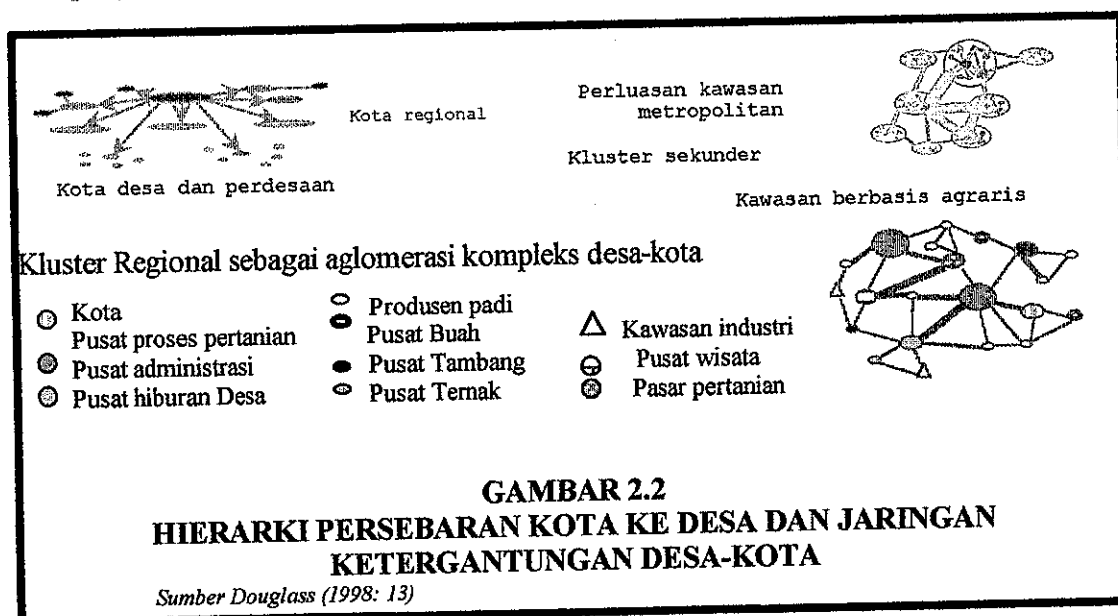 Kota regional
Perluasan kawasan
metropolitan
Kluster sekunder
Kota desa dan perdesaan
Kawasan berbasis agraris
Kluster Regional sebagai aglomerasi kompleks desa-kota
Kota
Pusat proses pertanian
Pusat administrasi
Pusat hiburan Desa
Produsen padi
Pusat Buah
Pusat Tambang
Pusat Ternak
Kawasan industri
Pusat wisata
Pasar pertanian
GAMBAR 2.2
HIERARKI PERSEBARAN KOTA KE DESA DAN JARINGAN
KETERGANTUNGAN DESA-KOTA
Sumber Douglass (1998: 13)